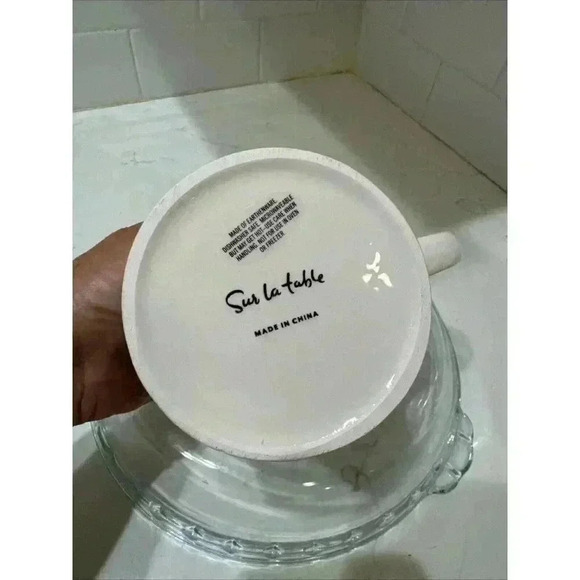 MADE OF EARTHENWARE.
DISHWASHER SAFE. MICROWAVEABLE
BUT MAY GET HOT-USE CARE WHEN
HANDLING. NOT FOR USE IN OVEN
OR FREEZER
Sur la table
MADE IN CHINA